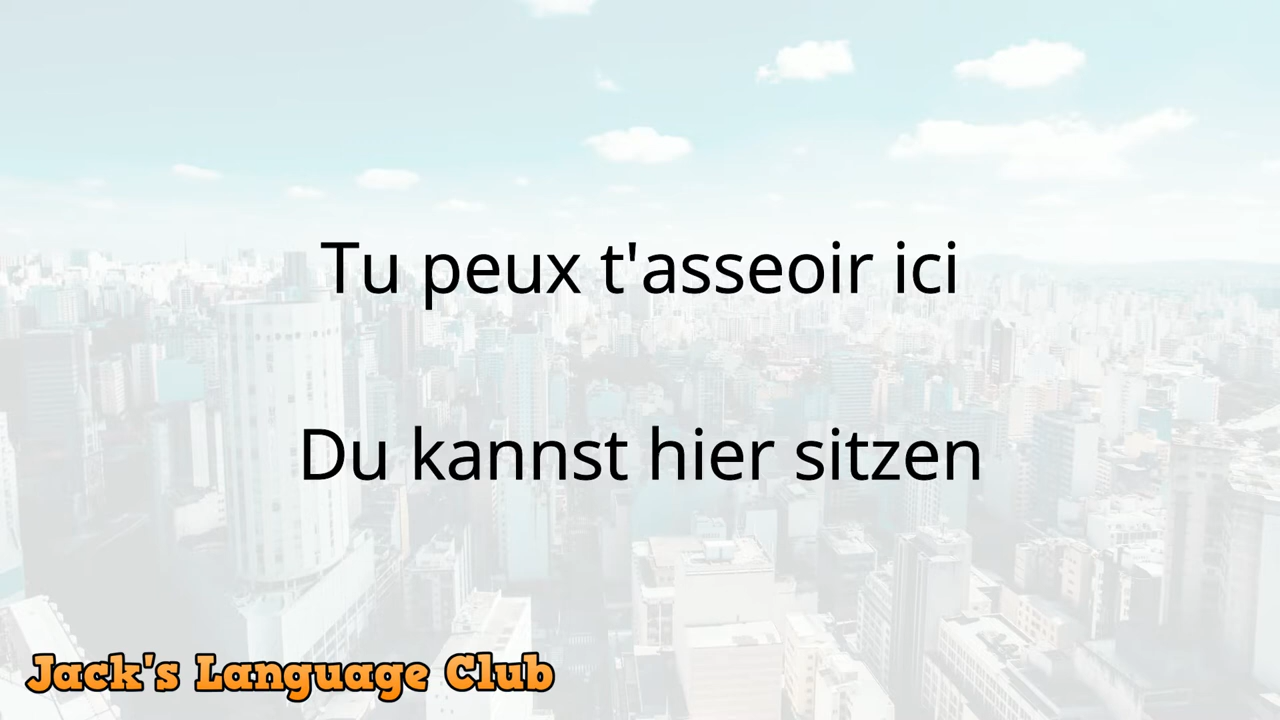 Tu peux t'asseoir ici
Du kannst hier sitzen
Jack's Language Club